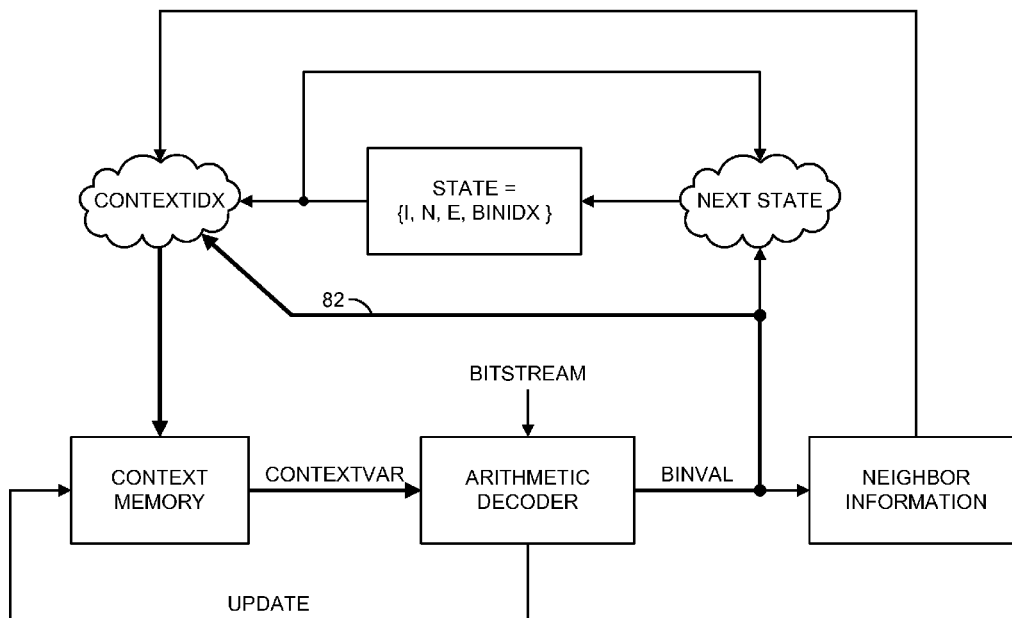 CONTEXTIDX
STATE =
{I, N, E, BINIDX }
NEXT STATE
82
BITSTREAM
CONTEXT
MEMORY
CONTEXTVAR
ARITHMETIC
DECODER
BINVAL
NEIGHBOR
INFORMATION
UPDATE